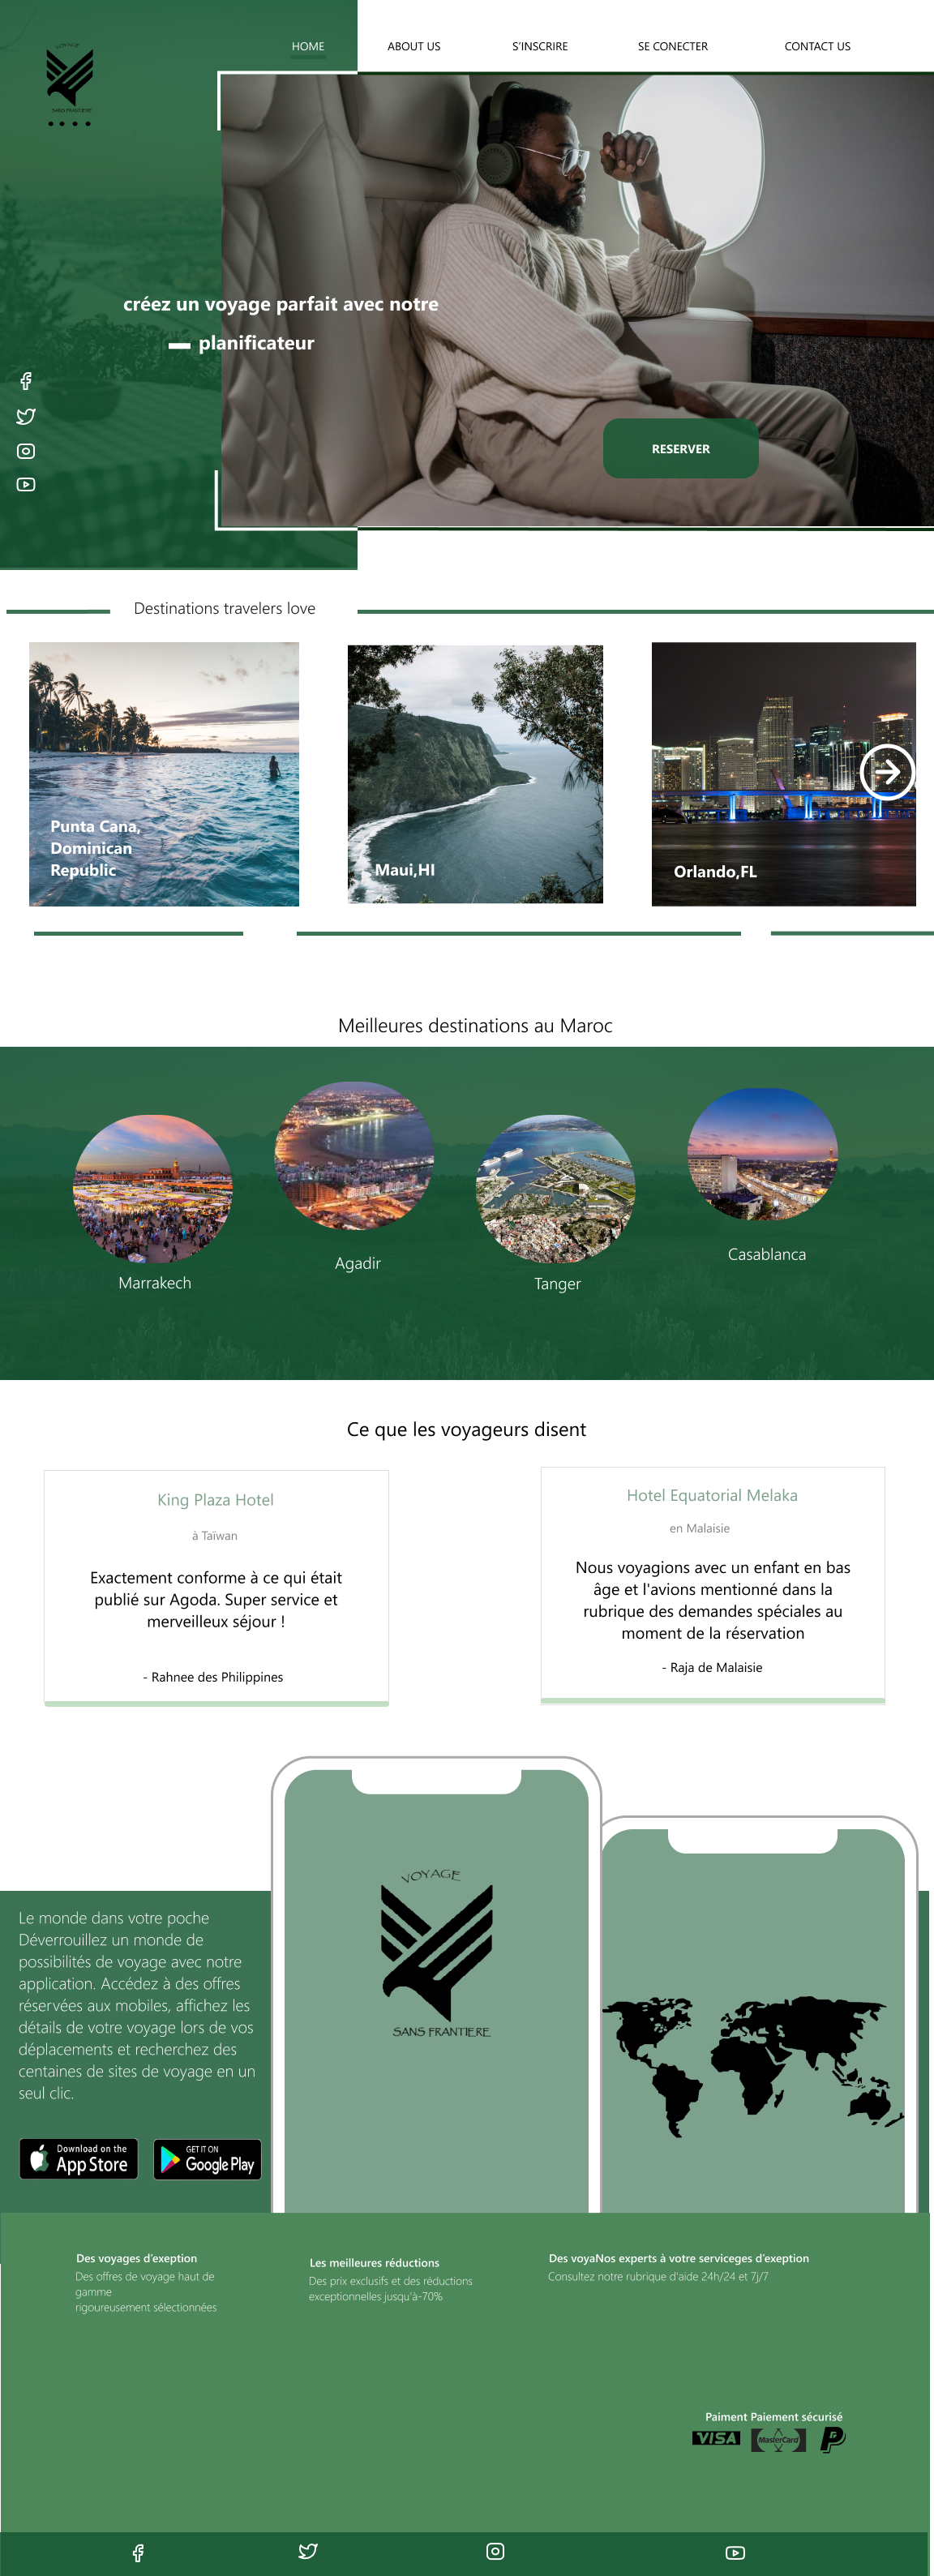 VOYAGE
SANS FRANTIERE
HOME
ABOUT US
S'INSCRIRE
SE CONECTER
CONTACT US
créez un voyage parfait avec notre
planificateur
RESERVER
Destinations travelers love
Punta Cana,
Dominican
Republic
Maui,HI
Orlando,FL
Meilleures destinations au Maroc
Marrakech
Agadir
Tanger
Casablanca
Ce que les voyageurs disent
King Plaza Hotel
à Taïwan
Exactement conforme à ce qui était
publié sur Agoda. Super service et
merveilleux séjour !
- Rahnee des Philippines
Hotel Equatorial Melaka
en Malaisie
Nous voyagions avec un enfant en bas
âge et l'avions mentionné dans la
rubrique des demandes spéciales au
moment de la réservation
- Raja de Malaisie
VOYAGE
SANS FRANTIERE
Le monde dans votre poche
Déverrouillez un monde de
possibilités de voyage avec notre
application. Accédez à des offres
réservées aux mobiles, affichez les
détails de votre voyage lors de vos
déplacements et recherchez des
centaines de sites de voyage en un
seul clic.
Download on the
App Store
GET IT ON
Google Play
Des voyages d'exeption
Des offres de voyage haut de
gamme
rigoureusement sélectionnées
Les meilleures réductions
Des prix exclusifs et des réductions
exceptionnelles jusqu'à-70%
Des voyaNos experts à votre serviceges d'exeption
Consultez notre rubrique d'aide 24h/24 et 7j/7
Paiment Paiement sécurisé
VISA
MasterCard